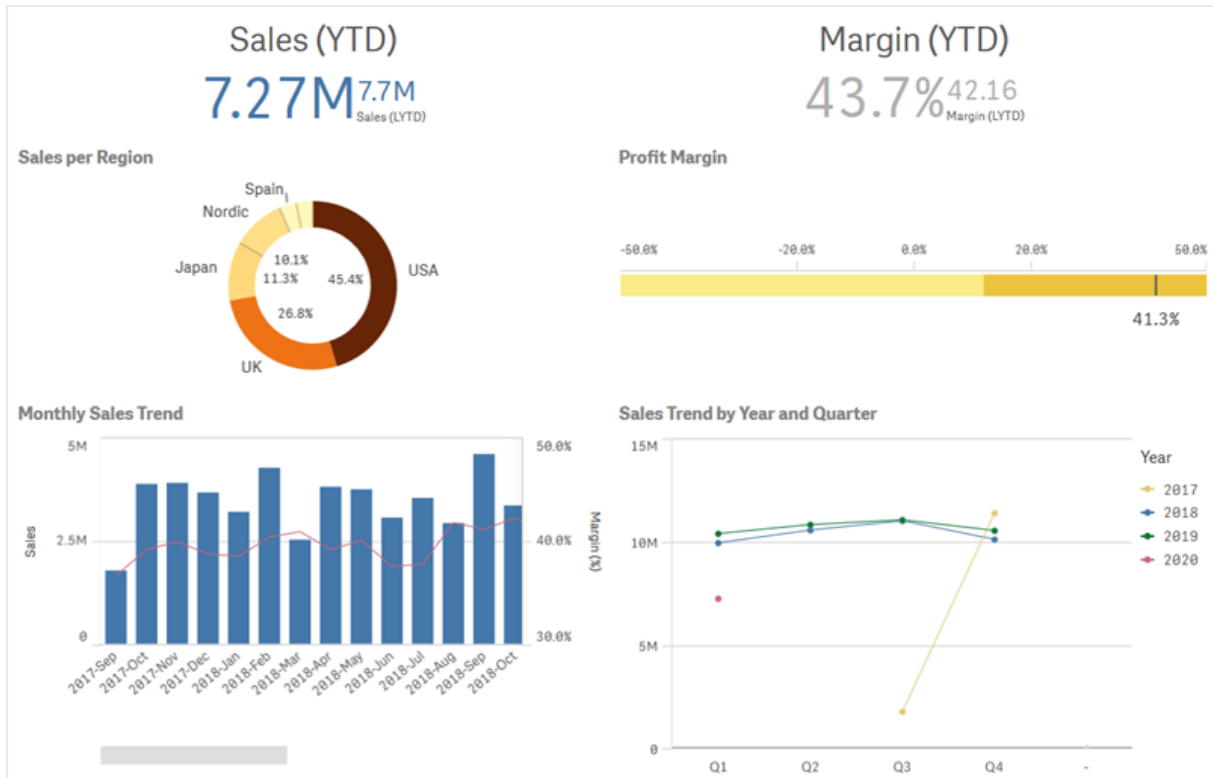 Sales (YTD)
7.27M 7.7M
Sales (LYTD)
Margin (YTD)
43.7% 42.16
Margin (LYTD)
Sales per Region
Spain
Nordic
Japan
USA
UK
10.1%
11.3%
45.4%
26.8%
Profit Margin
-50.0% -20.0% 0.0% 20.0% 50.0%
41.3%
Monthly Sales Trend
5M
2.5M
0
Sales
50.0%
40.0%
30.0%
Margin (%)
2017-Sep 2017-Oct 2017-Nov 2017-Dec 2018-Jan 2018-Feb 2018-Mar 2018-Apr 2018-May 2018-Jun 2018-Jul 2018-Aug 2018-Sep 2018-Oct
Sales Trend by Year and Quarter
15M
10M
5M
0
Q1 Q2 Q3 Q4 -
Year
2017
2018
2019
2020